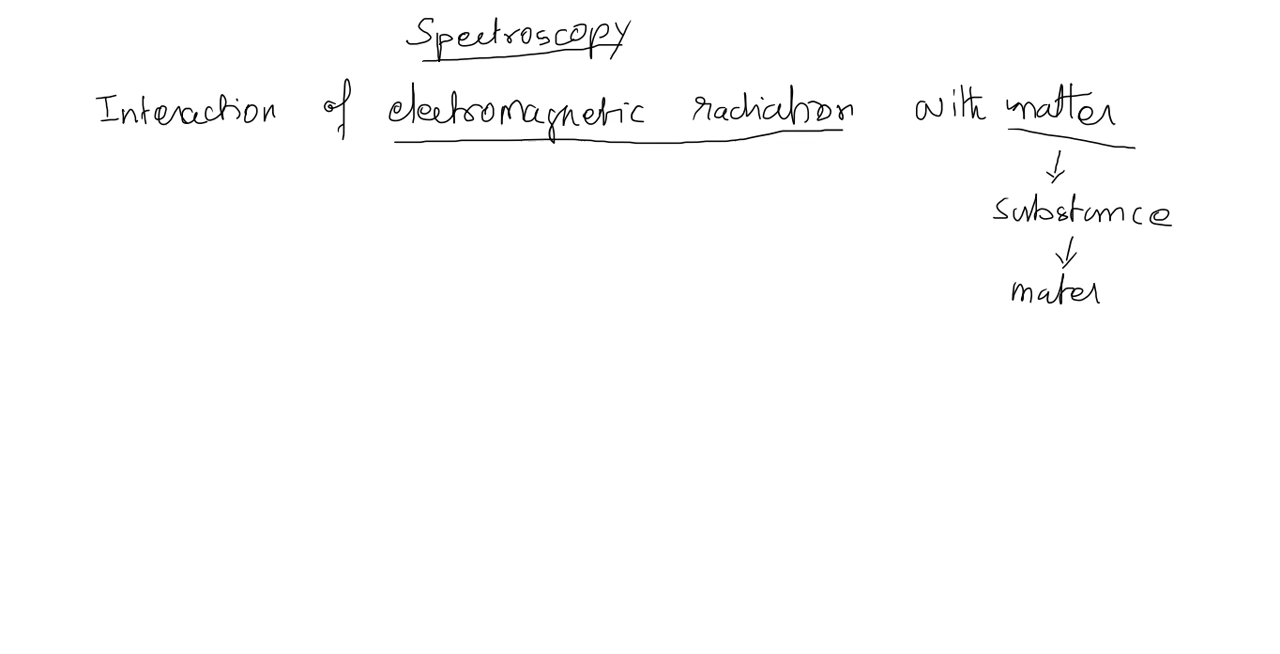 Spectroscopy
Interaction of electromagnetic radiation with matter
↓
substance
↓
mater